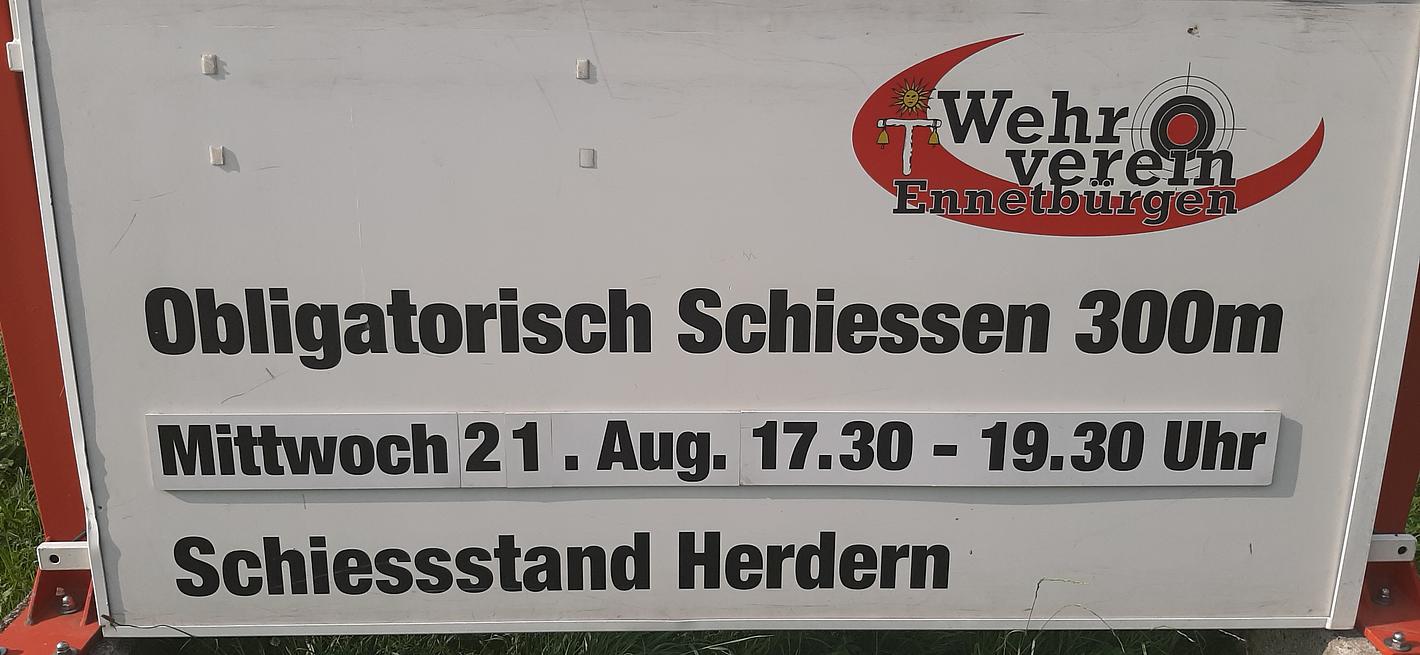 Wehr
verein
Ennetbürgen
Obligatorisch Schiessen 300m
Mittwoch 21. Aug. 17.30 - 19.30 Uhr
Schiessstand Herdern